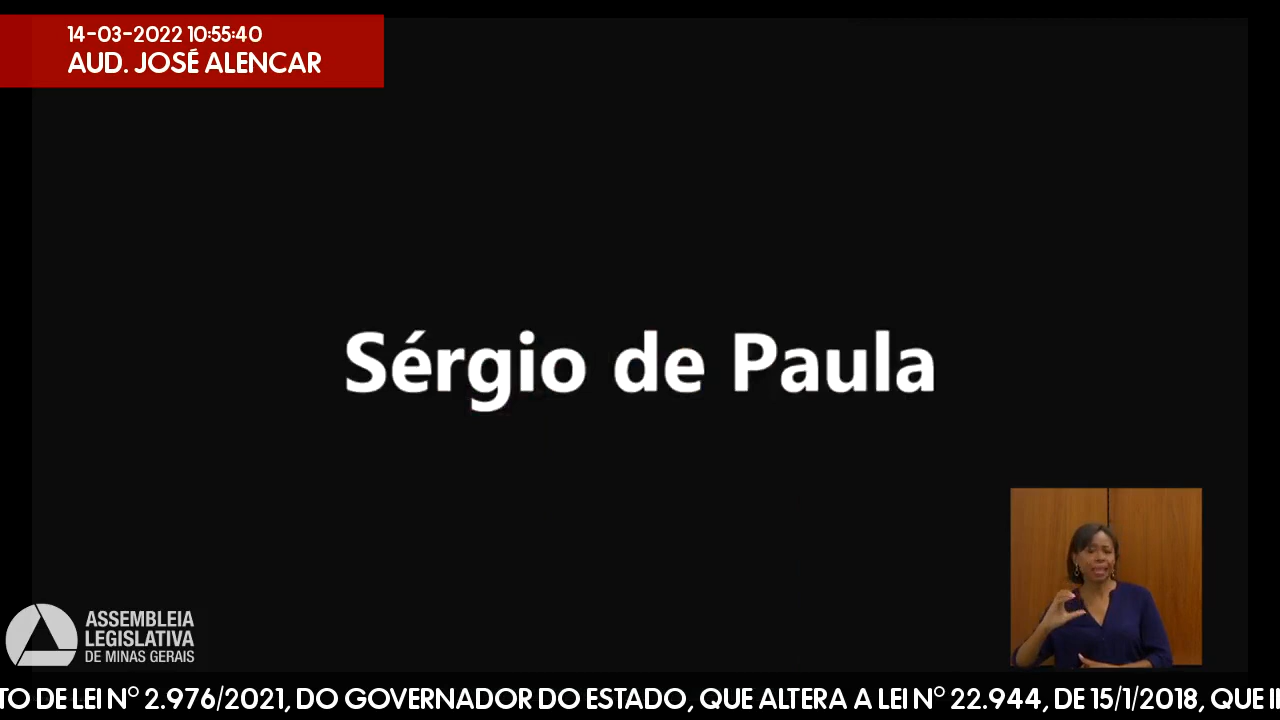 14-03-2022 10:55:40
AUD. JOSÉ ALENCAR
Sérgio de Paula
ASSEMBLEIA
LEGISLATIVA
DE MINAS GERAIS
TO DE LEI Nº 2.976/2021, DO GOVERNADOR DO ESTADO, QUE ALTERA A LEI Nº 22.944, DE 15/1/2018, QUE